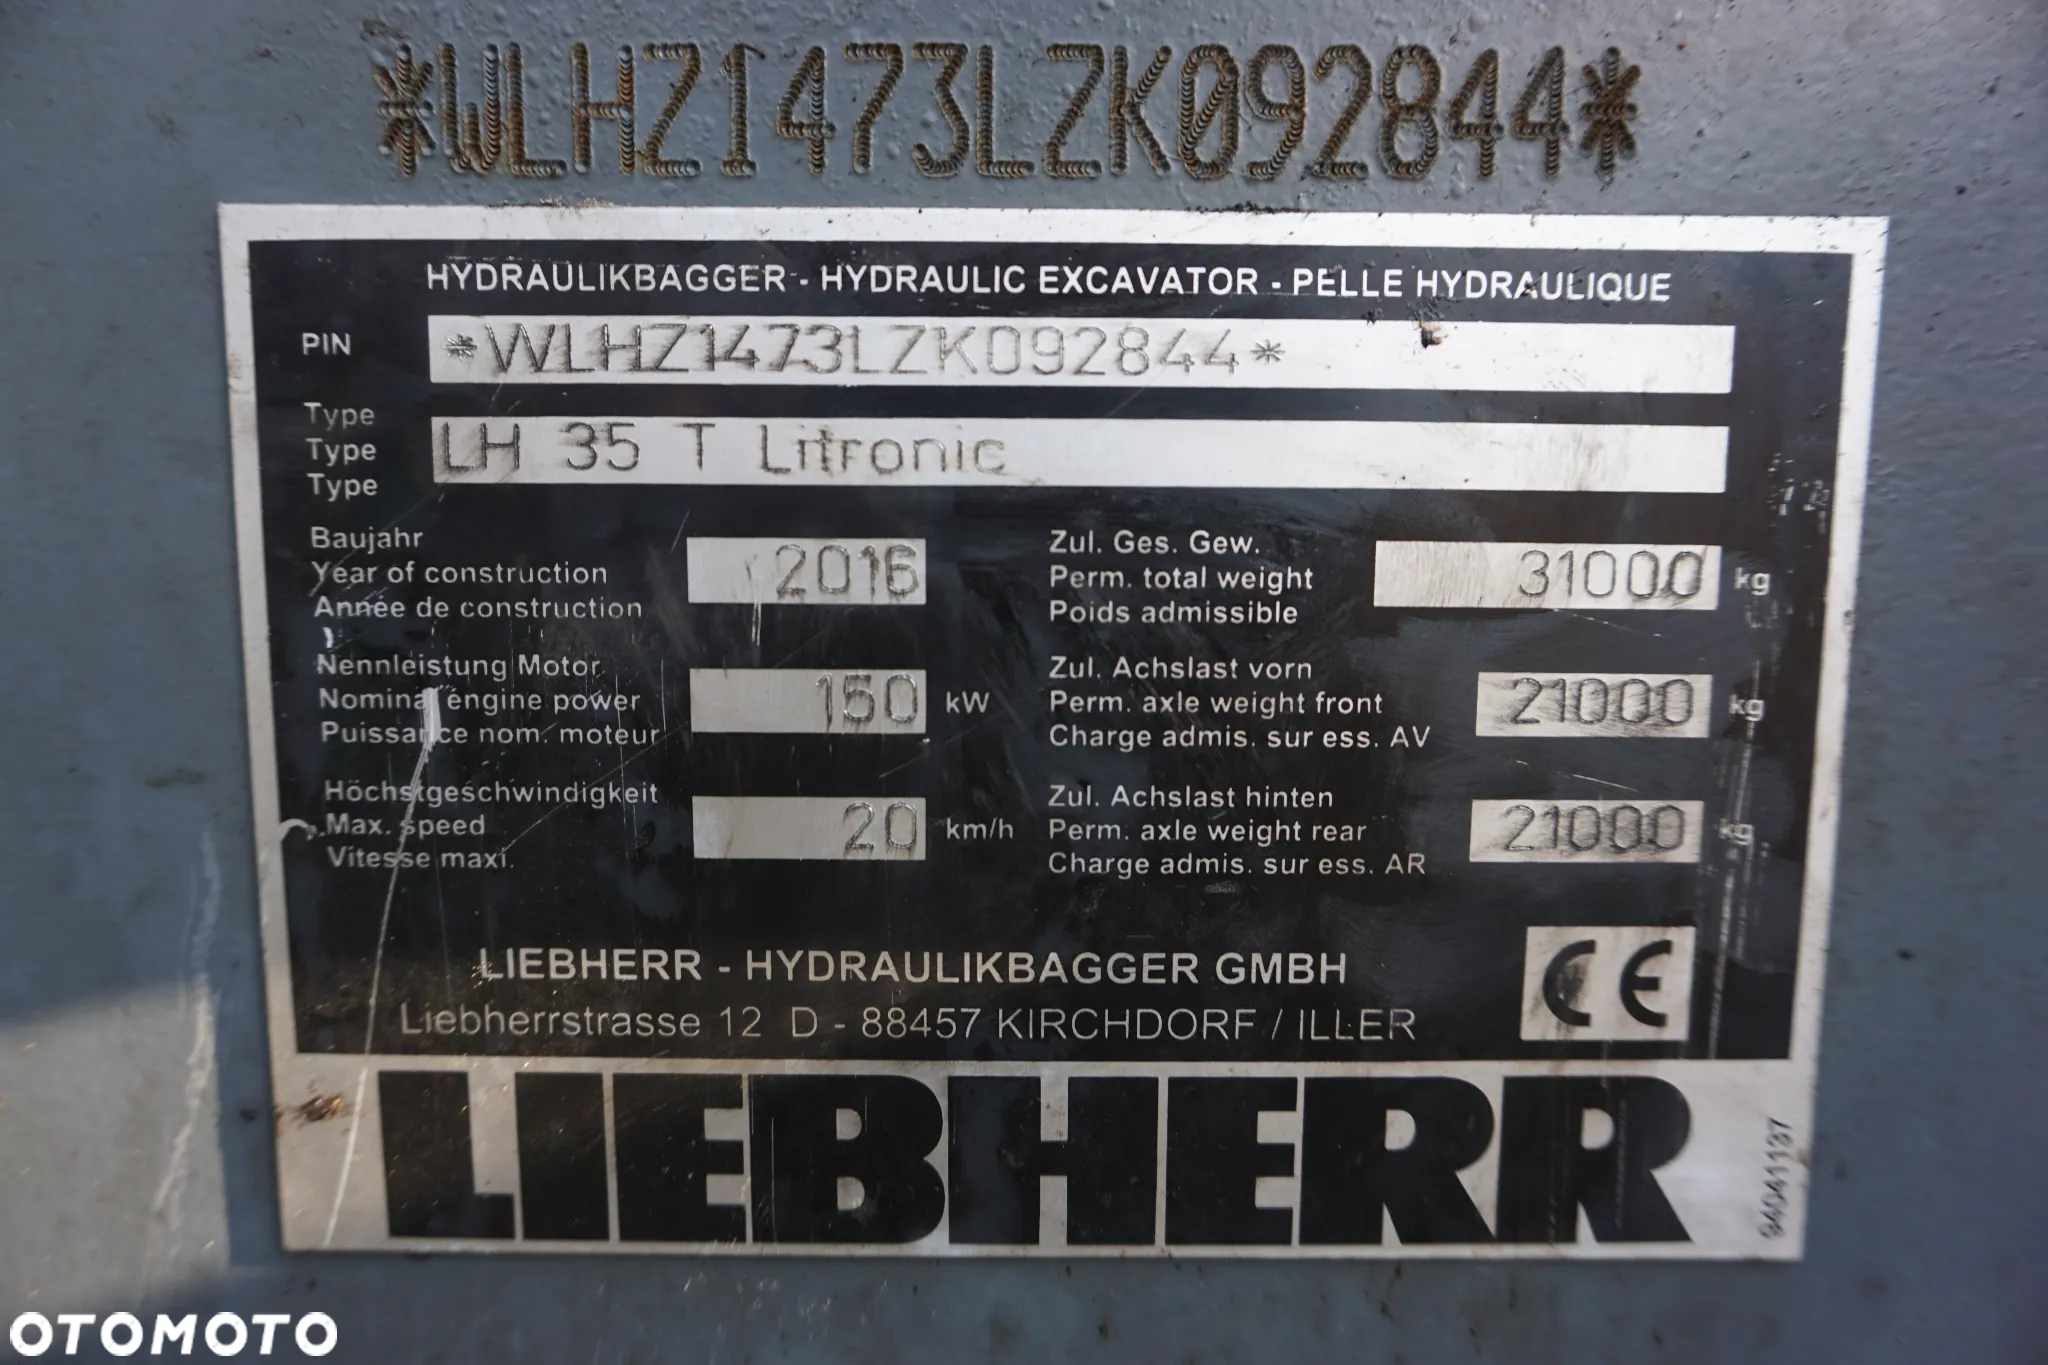 *WLHZ1473LZK092844*
HYDRAULIKBAGGER - HYDRAULIC EXCAVATOR - PELLE HYDRAULIQUE
PIN *WLHZ1473LZK092844*
Type
Type LH 35 T Litronic
Type
Baujahr
Year of construction 2016
Année de construction
Zul. Ges. Gew.
Perm. total weight 31000 kg
Poids admissible
Nennleistung Motor
Nominal engine power 150 kW
Puissance nom. moteur
Zul. Achslast vorn
Perm. axle weight front 21000 kg
Charge admis. sur ess. AV
Höchstgeschwindigkeit
Max. speed 20 km/h
Vitesse maxi.
Zul. Achslast hinten
Perm. axle weight rear 21000 kg
Charge admis. sur ess. AR
LIEBHERR - HYDRAULIKBAGGER GMBH
Liebherrstrasse 12 D - 88457 KIRCHDORF / ILLER
CE
LIEBHERR
94041137
OTOMOTO